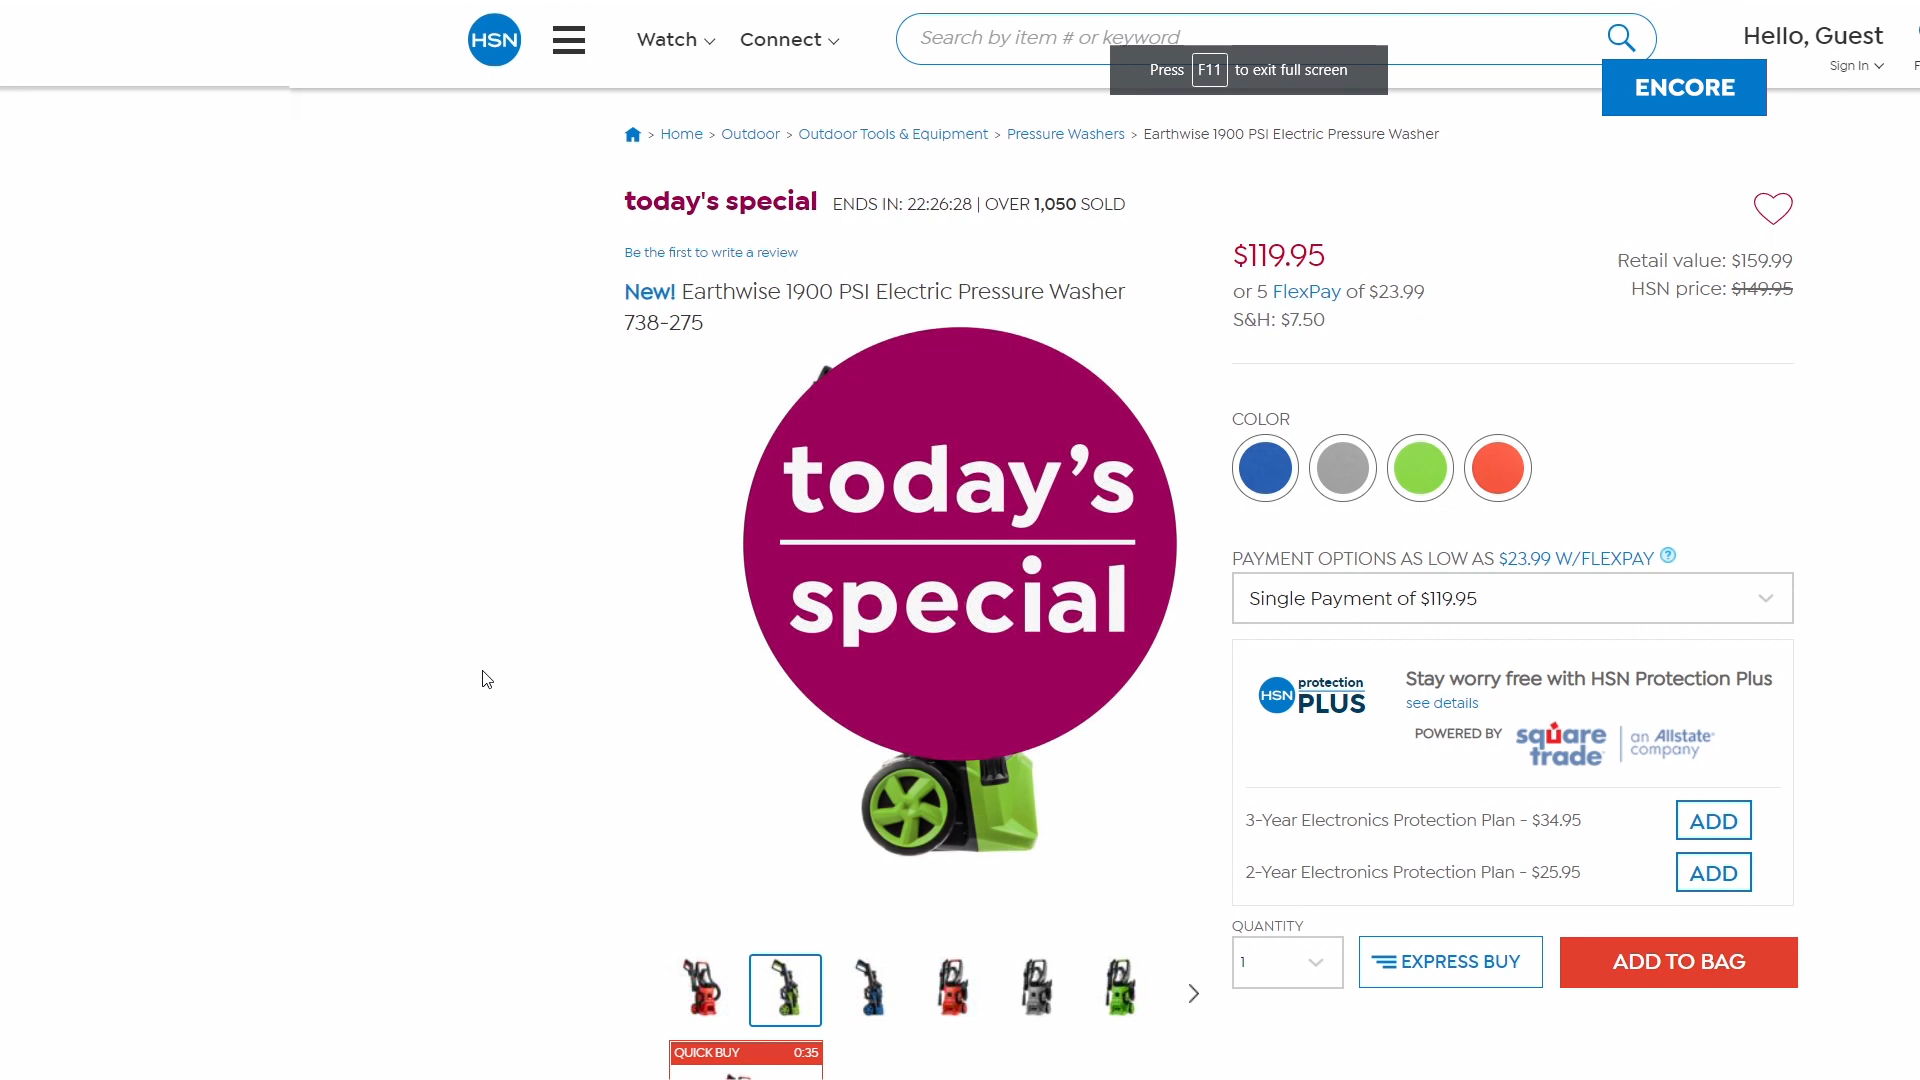 HSN
Watch
Connect
Search by item # or keyword
Hello, Guest
Sign In
F
Press F11 to exit full screen
ENCORE
> Home > Outdoor > Outdoor Tools & Equipment > Pressure Washers > Earthwise 1900 PSI Electric Pressure Washer
today's special ENDS IN: 22:26:28 | OVER 1,050 SOLD
Be the first to write a review
New! Earthwise 1900 PSI Electric Pressure Washer
738-275
today's
special
$119.95
or 5 FlexPay of $23.99
S&H: $7.50
Retail value: $159.99
HSN price: $149.95
COLOR
PAYMENT OPTIONS AS LOW AS $23.99 W/FLEXPAY ?
Single Payment of $119.95
HSN protection
PLUS
Stay worry free with HSN Protection Plus
see details
POWERED BY
square
trade
an Allstate
company
3-Year Electronics Protection Plan - $34.95
ADD
2-Year Electronics Protection Plan - $25.95
ADD
QUANTITY
1
EXPRESS BUY
ADD TO BAG
QUICK BUY 0:35